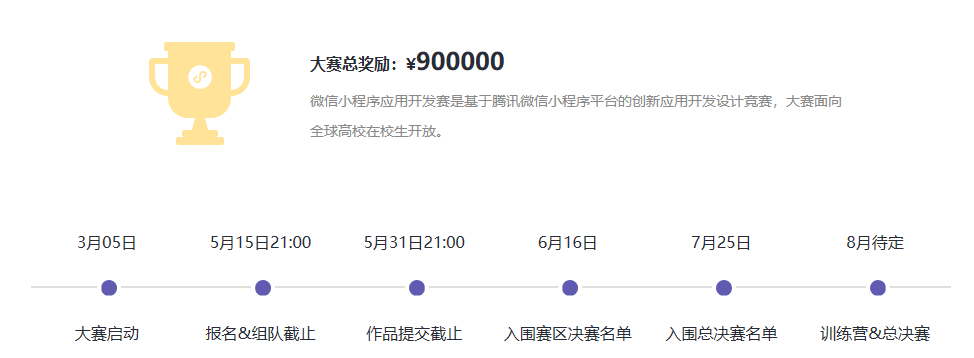 大赛总奖励：¥900000
微信小程序应用开发赛是基于腾讯微信小程序平台的创新应用开发设计竞赛，大赛面向
全球高校在校生开放。
3月05日 5月15日21:00 5月31日21:00 6月16日 7月25日 8月待定
大赛启动 报名&组队截止 作品提交截止 入围赛区决赛名单 入围总决赛名单 训练营&总决赛